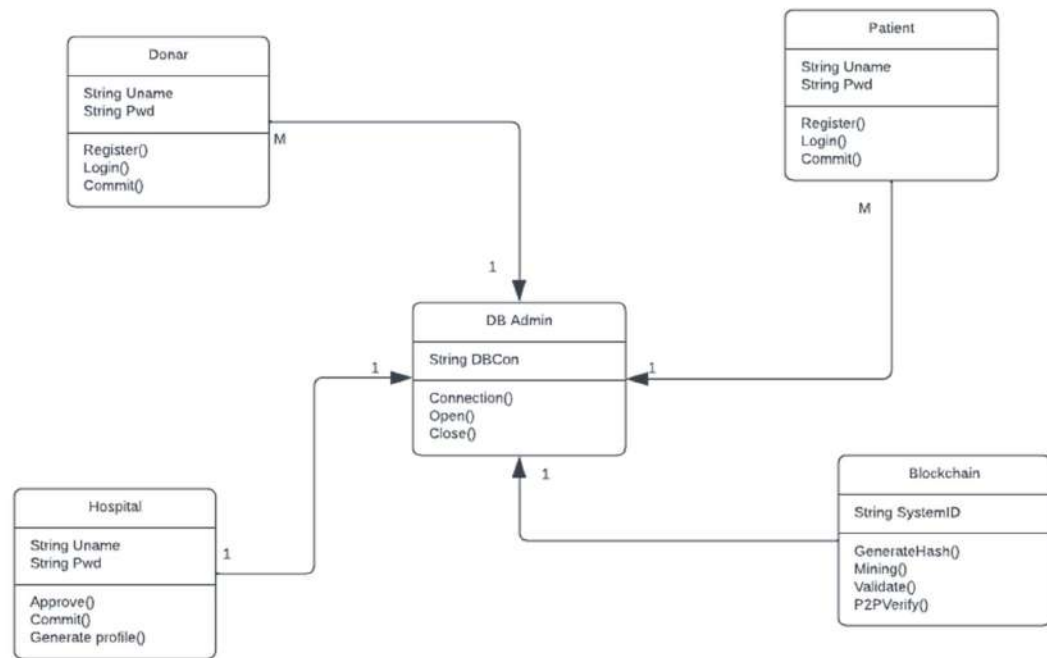 Donar
String Uname
String Pwd
Register()
Login()
Commit()
M
Patient
String Uname
String Pwd
Register()
Login()
Commit()
M
1
DB Admin
String DBCon
Connection()
Open()
Close()
1
1
1
Hospital
String Uname
String Pwd
Approve()
Commit()
Generate profile()
1
Blockchain
String SystemID
GenerateHash()
Mining()
Validate()
P2PVerify()